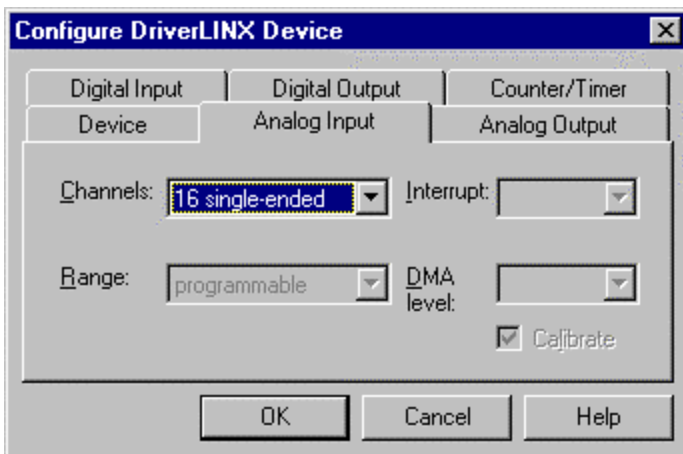 Configure DriverLINX Device
Digital Input Digital Output Counter/Timer
Device Analog Input Analog Output
Channels: 16 single-ended Interrupt:
Range: programmable DMA
level:
Calibrate
OK Cancel Help